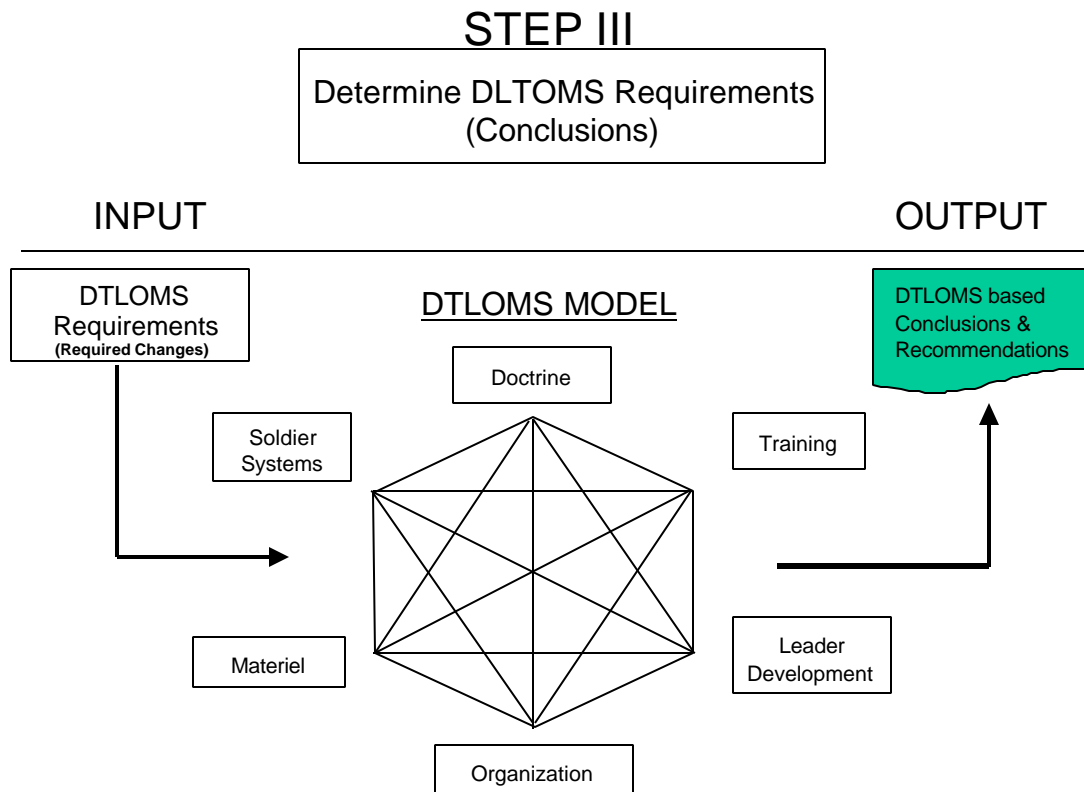 STEP III
Determine DLTOMS Requirements
(Conclusions)
INPUT
OUTPUT
DTLOMS
Requirements
(Required Changes)
DTLOMS MODEL
DTLOMS based
Conclusions &
Recommendations
Doctrine
Soldier
Systems
Training
Materiel
Leader
Development
Organization